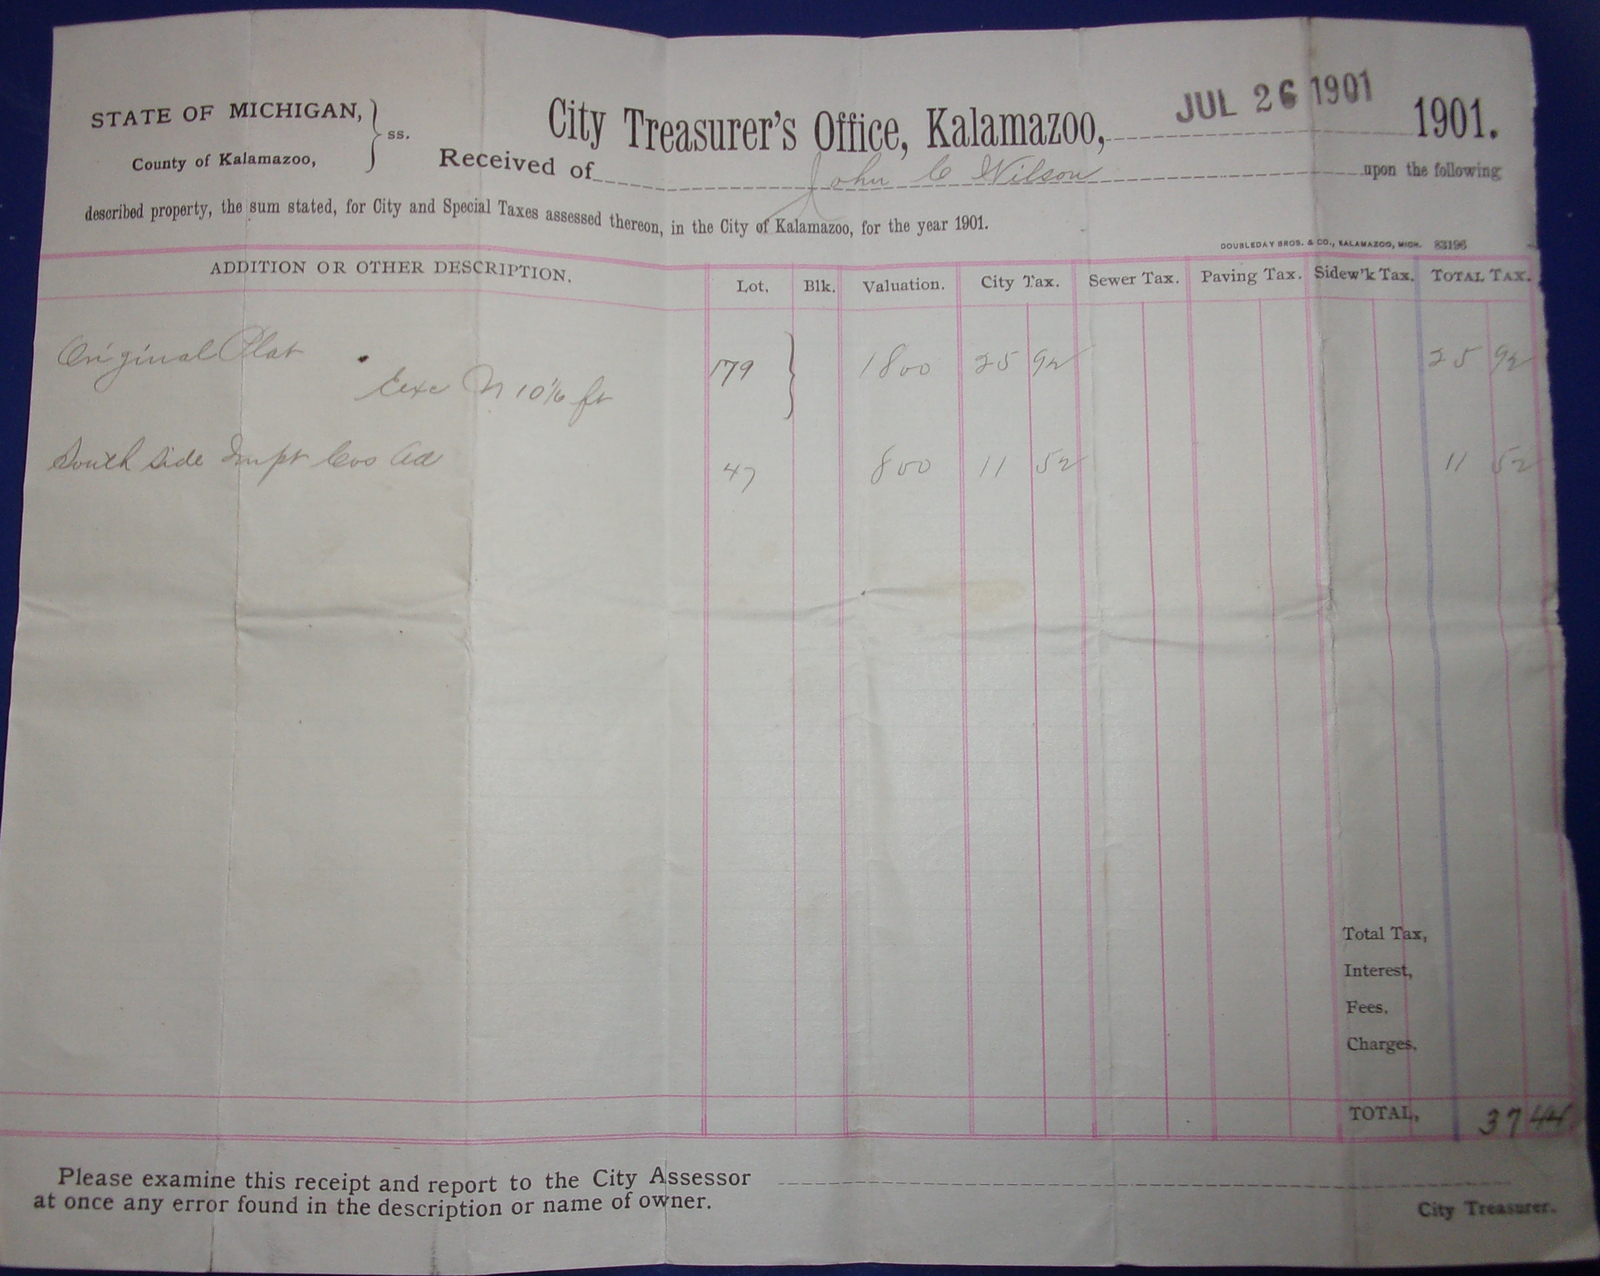 STATE OF MICHIGAN,
County of Kalamazoo, } ss.
City Treasurer's Office, Kalamazoo, JUL 26 1901 1901.
Received of John C Wilson upon the following
described property, the sum stated, for City and Special Taxes assessed thereon, in the City of Kalamazoo, for the year 1901.
DOUBLEDAY BROS. & CO., KALAMAZOO, MICH. 83196
ADDITION OR OTHER DESCRIPTION. Lot. Blk. Valuation. City Tax. Sewer Tax. Paving Tax. Sidew'k Tax. TOTAL TAX.
Original Plat 179 } 1800 25 92 25 92
Exc N 10 1/6 ft
South Side Impt Cos Ad 47 800 11 52 11 52
Total Tax,
Interest,
Fees.
Charges.
TOTAL, 37 44
Please examine this receipt and report to the City Assessor
at once any error found in the description or name of owner.
City Treasurer.